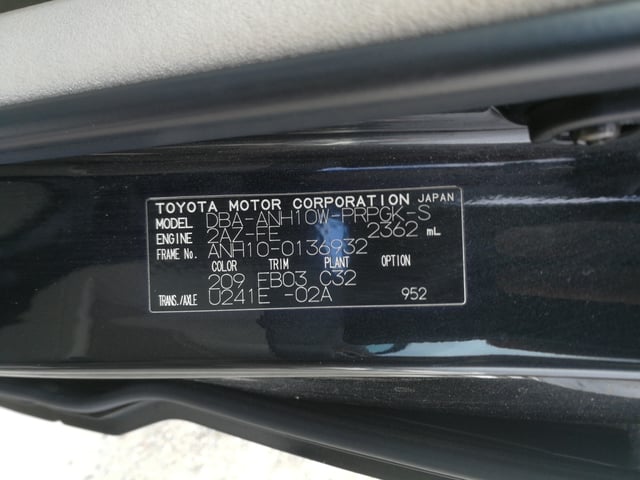 TOYOTA MOTOR CORPORATION JAPAN
MODEL DBA-ANH10W-PRPGK-S
ENGINE 2AZ-FE 2362 mL
FRAME No. ANH10-0136932
COLOR TRIM PLANT OPTION
209 FB03 C32
TRANS./AXLE U241E -02A 952